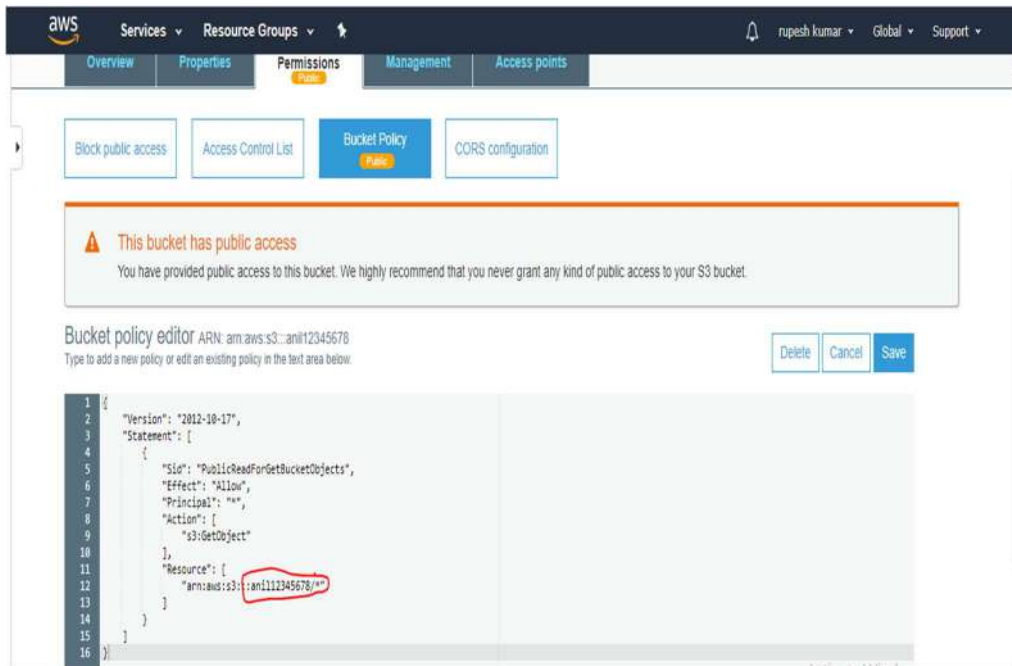 aws Services Resource Groups rupesh kumar Global Support
Overview Properties Permissions Management Access points
Public
Block public access Access Control List Bucket Policy CORS configuration
Public
This bucket has public access
You have provided public access to this bucket. We highly recommend that you never grant any kind of public access to your S3 bucket.
Bucket policy editor ARN: arn:aws:s3:::anil12345678
Type to add a new policy or edit an existing policy in the text area below.
Delete Cancel Save
1 {
2 "Version": "2012-10-17",
3 "Statement": [
4 {
5 "Sid": "PublicReadForGetBucketObjects",
6 "Effect": "Allow",
7 "Principal": "*",
8 "Action": [
9 "s3:GetObject"
10 ],
11 "Resource": [
12 "arn:aws:s3:::anil12345678/*"
13 ]
14 }
15 ]
16 }